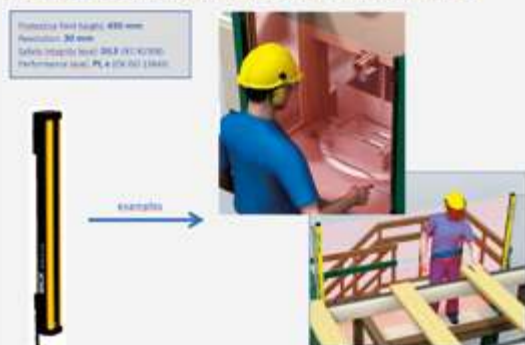 Protective field height: 450 mm
Resolution: 30 mm
Safety integrity level: SIL3 (IEC 61508)
Performance level: PL e (EN ISO 13849)
examples